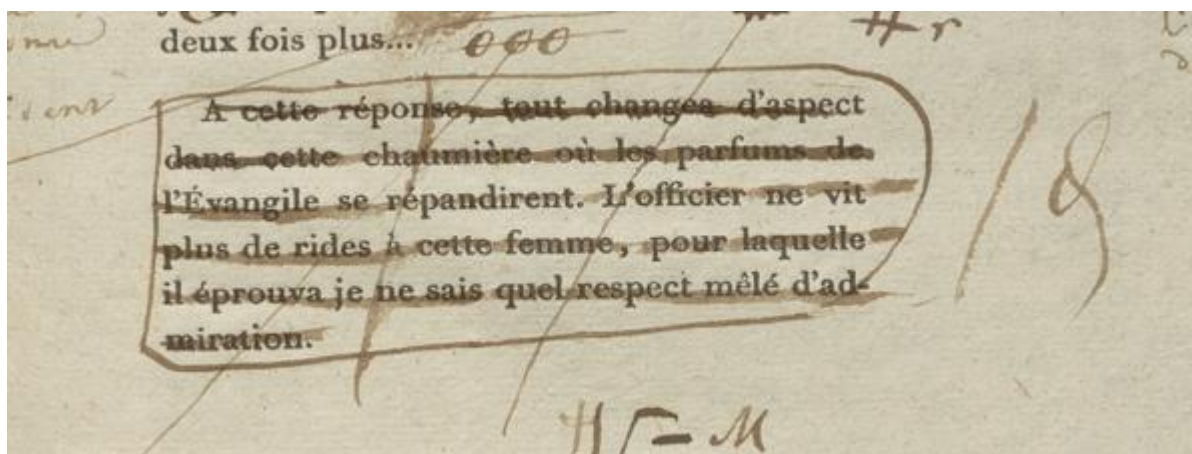 deux fois plus...
A cette réponse, tout changea d'aspect
dans cette chaumière où les parfums de
l'Évangile se répandirent. L'officier ne vit
plus de rides à cette femme, pour laquelle
il éprouva je ne sais quel respect mêlé d'ad-
miration.